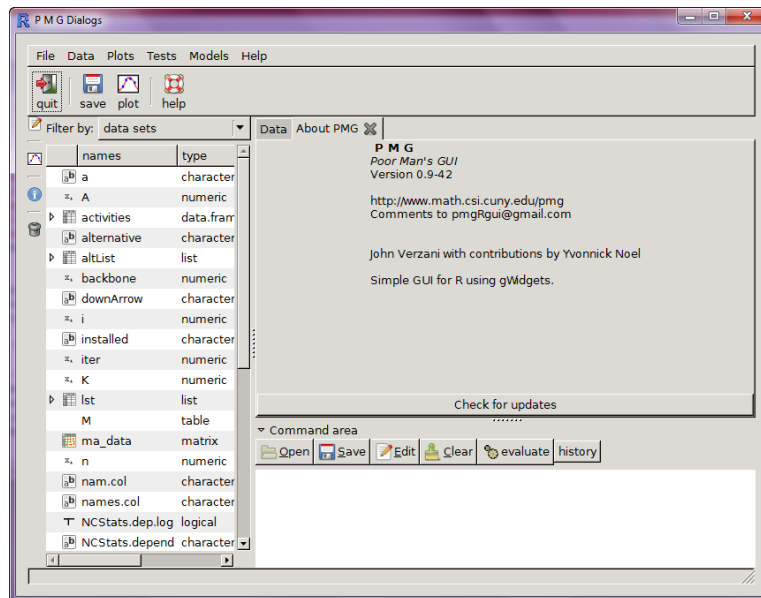 P M G Dialogs
File Data Plots Tests Models Help
quit save plot help
Filter by: data sets
names type
a character
A numeric
activities data.fram
alternative character
altList list
backbone numeric
downArrow character
i numeric
installed character
iter numeric
K numeric
lst list
M table
ma_data matrix
n numeric
nam.col character
names.col character
NCStats.dep.log logical
NCStats.depend character
Data About PMG
P M G
Poor Man's GUI
Version 0.9-42
http://www.math.csi.cuny.edu/pmg
Comments to pmgRgui@gmail.com
John Verzani with contributions by Yvonnick Noel
Simple GUI for R using gWidgets.
Check for updates
Command area
Open Save Edit Clear evaluate history